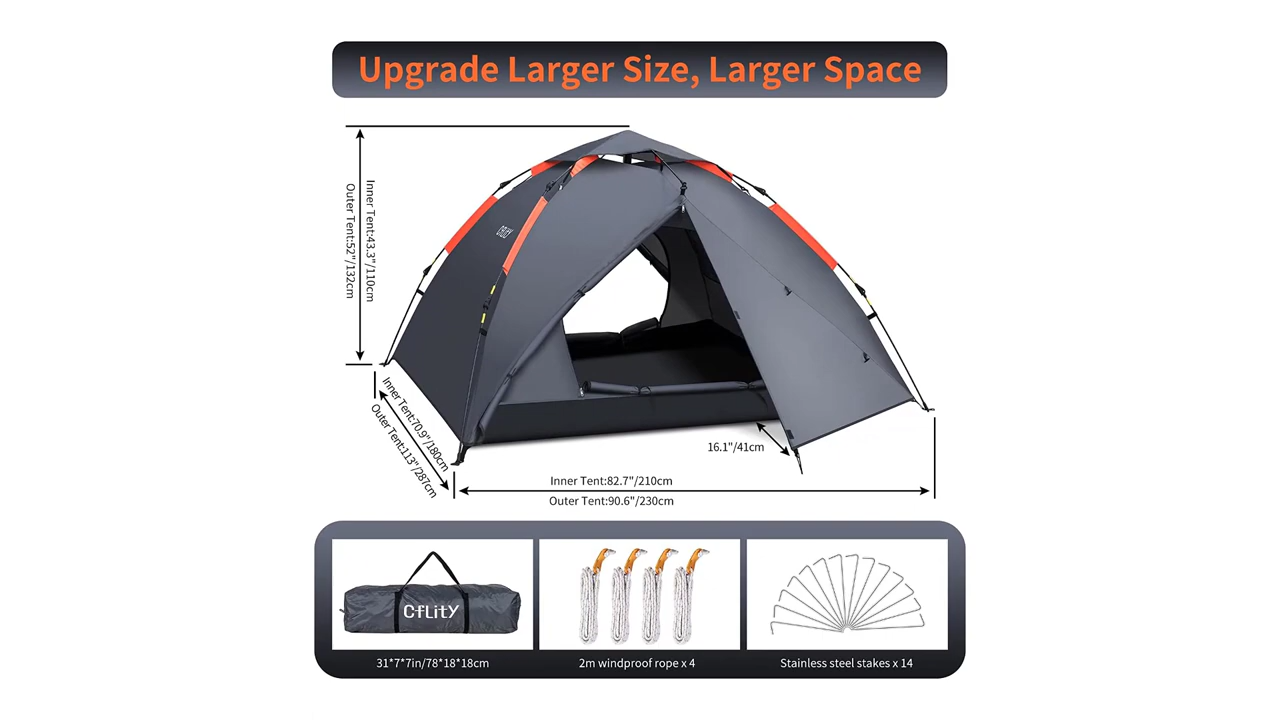 Upgrade Larger Size, Larger Space
Inner Tent:43.3"/110cm
Outer Tent:52"/132cm
Cflity
Inner Tent:70.9"/180cm
Outer Tent:113"/287cm
16.1"/41cm
Inner Tent:82.7"/210cm
Outer Tent:90.6"/230cm
CfLitY
31*7*7in/78*18*18cm
2m windproof rope x 4
Stainless steel stakes x 14